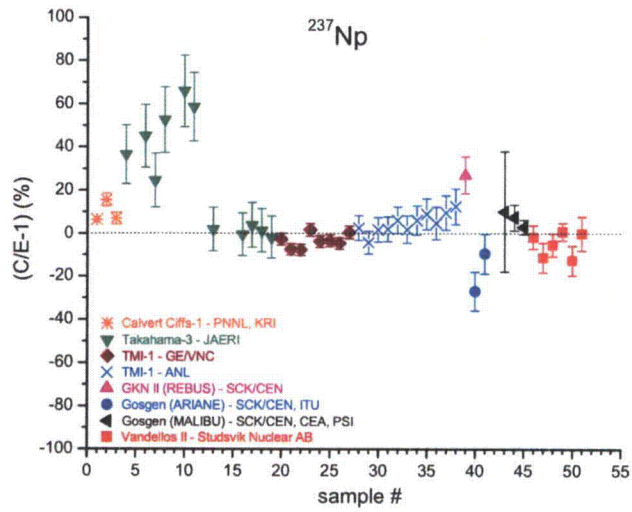 237Np
100
80
60
40
20
0
-20
-40
-60
-80
-100
(C/E-1) (%)
Calvert Ciffs-1 - PNNL, KRI
Takahama-3 - JAERI
TMI-1 - GE/VNC
TMI-1 - ANL
GKN II (REBUS) - SCK/CEN
Gosgen (ARIANE) - SCK/CEN, ITU
Gosgen (MALIBU) - SCK/CEN, CEA, PSI
Vandellos II - Studsvik Nuclear AB
0 5 10 15 20 25 30 35 40 45 50 55
sample #